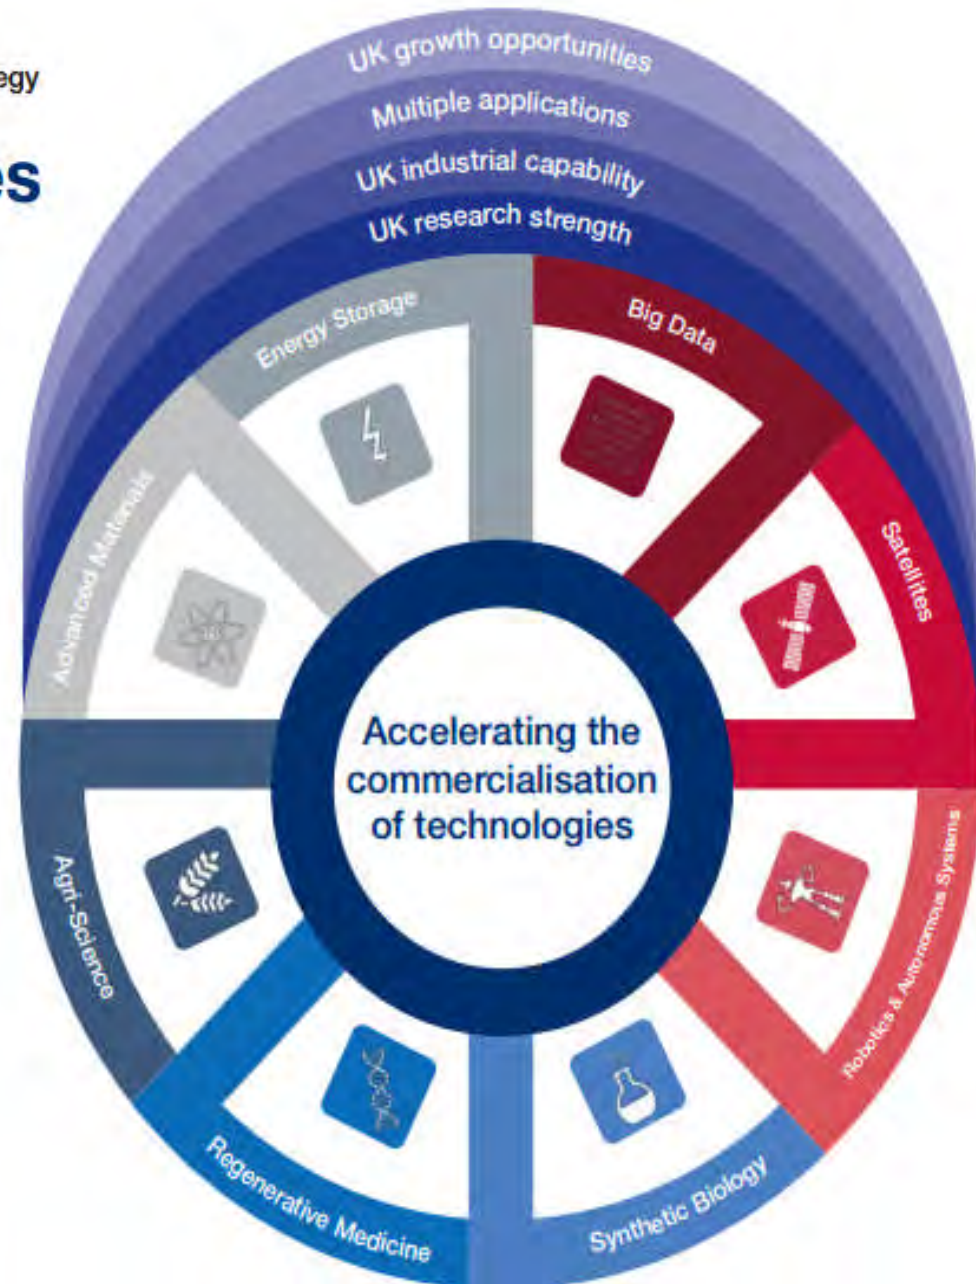 egy
es
UK growth opportunities
Multiple applications
UK industrial capability
UK research strength
Energy Storage
Big Data
Advanced Materials
Satellites
Accelerating the
commercialisation
of technologies
Agri-Science
Robotics & Autonomous Systems
Regenerative Medicine
Synthetic Biology